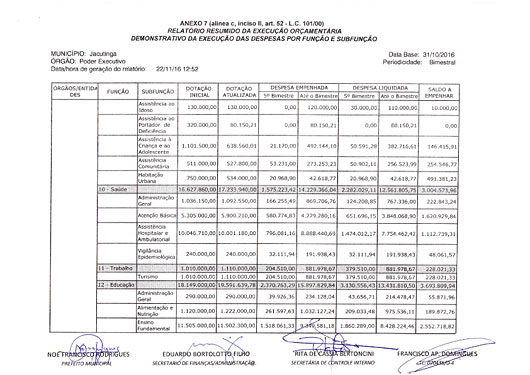 ANEXO 7 (alínea c, inciso II, art. 52 - L.C. 101/00)
RELATÓRIO RESUMIDO DA EXECUÇÃO ORÇAMENTÁRIA
DEMONSTRATIVO DA EXECUÇÃO DAS DESPESAS POR FUNÇÃO E SUBFUNÇÃO
MUNICÍPIO: Jacutinga Data Base: 31/10/2016
ÓRGÃO: Poder Executivo Periodicidade: Bimestral
Data/hora de geração do relatório: 22/11/16 12:52
ÓRGÃOS/ENTIDADES FUNÇÃO SUBFUNÇÃO DOTAÇÃO INICIAL DOTAÇÃO ATUALIZADA DESPESA EMPENHADA DESPESA LIQUIDADA SALDO A EMPENHAR
5º Bimestre Até o Bimestre 5º Bimestre Até o Bimestre
Assistência ao Idoso 130.000,00 130.000,00 0,00 120.000,00 30.000,00 110.000,00 10.000,00
Assistência ao Portador de Deficiência 320.000,00 80.150,21 0,00 80.150,21 0,00 80.150,21 0,00
Assistência à Criança e ao Adolescente 1.101.500,00 638.560,01 21.170,00 492.144,10 50.591,28 382.716,61 146.415,91
Assistência Comunitária 511.000,00 527.800,00 53.231,00 273.253,23 50.902,51 256.523,99 254.546,77
Habitação Urbana 750.000,00 534.000,00 20.968,90 42.618,77 20.968,90 42.618,77 491.381,23
10 - Saúde 16.627.860,00 17.233.940,00 1.575.223,42 14.229.366,04 2.282.029,11 12.561.805,75 3.004.573,96
Administração Geral 1.036.150,00 1.092.550,00 166.255,49 869.706,76 124.208,85 767.336,00 222.843,24
Atenção Básica 5.305.000,00 5.900.210,00 580.774,83 4.279.280,16 651.696,15 3.848.068,90 1.620.929,84
Assistência Hospitalar e Ambulatorial 10.046.710,00 10.001.180,00 796.081,16 8.888.440,69 1.474.012,17 7.754.462,42 1.112.739,31
Vigilância Epidemiológica 240.000,00 240.000,00 32.111,94 191.938,43 32.111,94 191.938,43 48.061,57
11 - Trabalho 1.010.000,00 1.110.000,00 204.510,00 881.978,67 379.510,00 881.978,67 228.021,33
Turismo 1.010.000,00 1.110.000,00 204.510,00 881.978,67 379.510,00 881.978,67 228.021,33
12 - Educação 18.149.000,00 19.591.639,78 2.370.763,29 15.897.829,84 3.130.556,43 13.431.810,50 3.693.809,94
Administração Geral 290.000,00 290.000,00 39.926,36 234.128,04 43.656,71 214.478,47 55.871,96
Alimentação e Nutrição 1.120.000,00 1.222.000,00 261.597,63 1.032.127,24 209.033,48 975.536,11 189.872,76
Ensino Fundamental 11.505.000,00 11.902.300,00 1.518.061,33 9.349.581,18 1.860.289,00 8.428.224,46 2.552.718,82
NOÉ FRANCISCO RODRIGUES EDUARDO BORTOLOTTO FILHO RITA DE CÁSSIA BERTONCINI FRANCISCO AP. DOMINGUES
PREFEITO MUNICIPAL SECRETÁRIO DE FINANÇAS/ADMINISTRAÇÃO SECRETÁRIA DE CONTROLE INTERNO